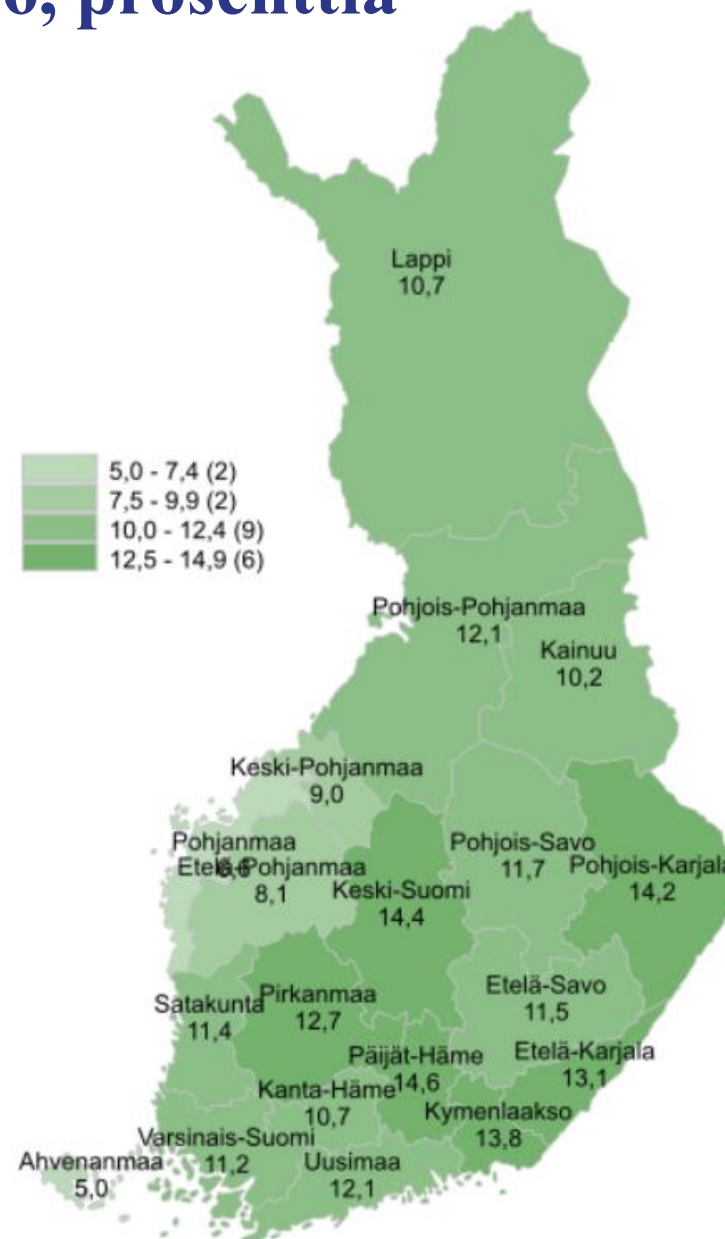 prosenttia
Lappi
10,7
5,0 - 7,4 (2)
7,5 - 9,9 (2)
10,0 - 12,4 (9)
12,5 - 14,9 (6)
Pohjois-Pohjanmaa
12,1
Kainuu
10,2
Keski-Pohjanmaa
9,0
Pohjanmaa
Etelä-Pohjanmaa
8,1
Pohjois-Savo
11,7
Pohjois-Karjala
14,2
Keski-Suomi
14,4
Etelä-Savo
11,5
Satakunta
11,4
Pirkanmaa
12,7
Päijät-Häme
14,6
Etelä-Karjala
13,1
Kanta-Häme
10,7
Kymenlaakso
13,8
Varsinais-Suomi
11,2
Ahvenanmaa
5,0
Uusimaa
12,1